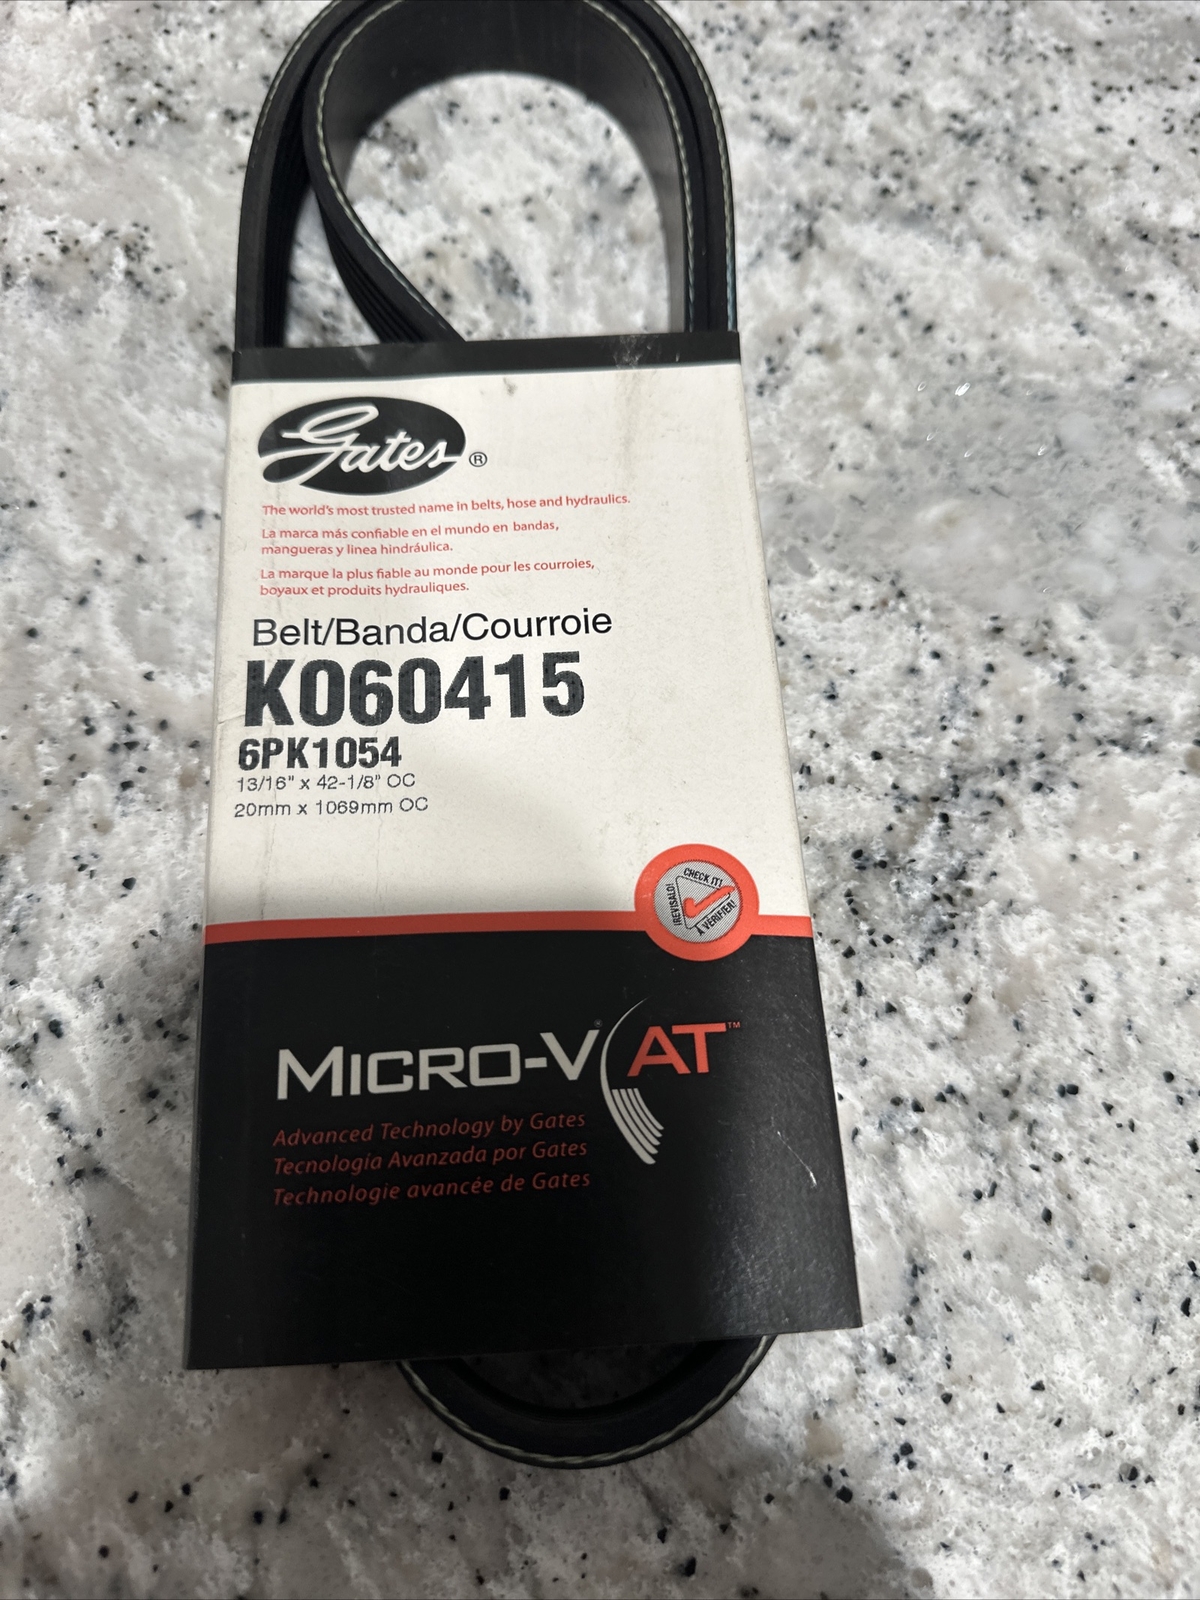 Gates®
The world's most trusted name in belts, hose and hydraulics.
La marca más confiable en el mundo en bandas,
mangueras y linea hindráulica.
La marque la plus fiable au monde pour les courroies,
boyaux et produits hydrauliques.
Belt/Banda/Courroie
K060415
6PK1054
13/16" x 42-1/8" OC
20mm x 1069mm OC
CHECK IT!
¡REVISALO!
À VÉRIFIER!
MICRO-V® AT™
Advanced Technology by Gates
Tecnología Avanzada por Gates
Technologie avancée de Gates